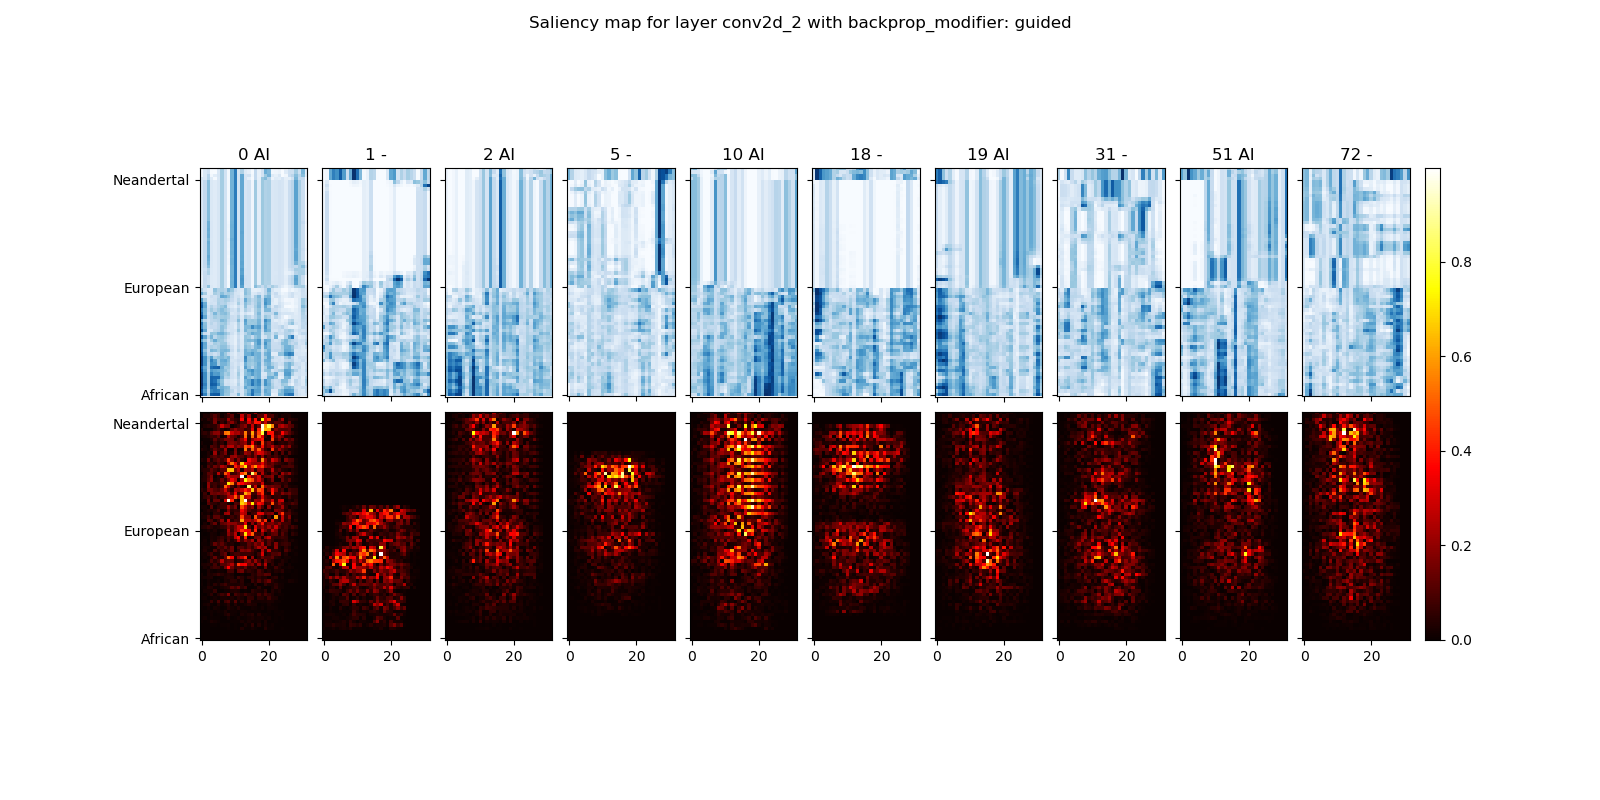 Saliency map for layer conv2d_2 with backprop_modifier: guided
0 AI 1 - 2 AI 5 - 10 AI 18 - 19 AI 31 - 51 AI 72 -
Neandertal
European
African
Neandertal
European
African
0 20 0 20 0 20 0 20 0 20 0 20 0 20 0 20 0 20 0 20
0.8
0.6
0.4
0.2
0.0